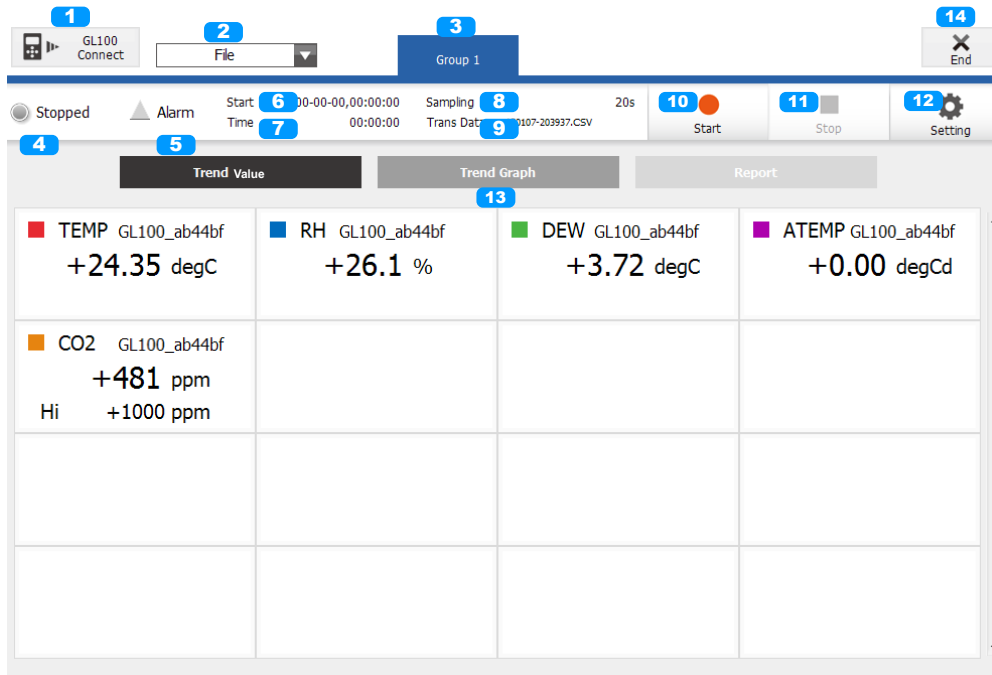 1
GL100
Connect
2
File
3
Group 1
14
End
4
Stopped
5
Alarm
Start 6 00-00-00,00:00:00
Time 7 00:00:00
Sampling 8 20s
Trans Data 9 0107-203937.CSV
10
Start
11
Stop
12
Setting
Trend Value
Trend Graph
Report
13
TEMP GL100_ab44bf
+24.35 degC
RH GL100_ab44bf
+26.1 %
DEW GL100_ab44bf
+3.72 degC
ATEMP GL100_ab44bf
+0.00 degCd
CO2 GL100_ab44bf
+481 ppm
Hi +1000 ppm